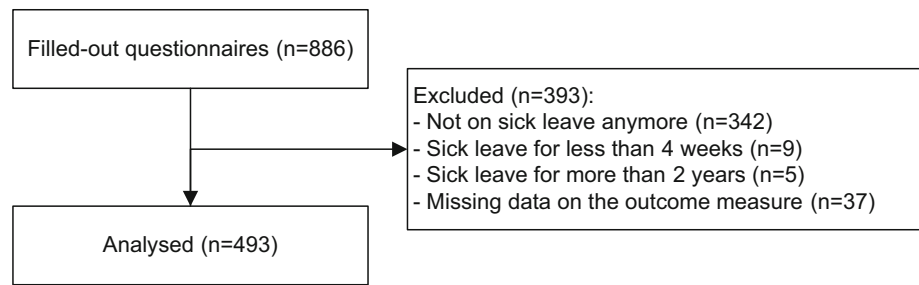 Filled-out questionnaires (n=886)
Excluded (n=393):
- Not on sick leave anymore (n=342)
- Sick leave for less than 4 weeks (n=9)
- Sick leave for more than 2 years (n=5)
- Missing data on the outcome measure (n=37)
Analysed (n=493)